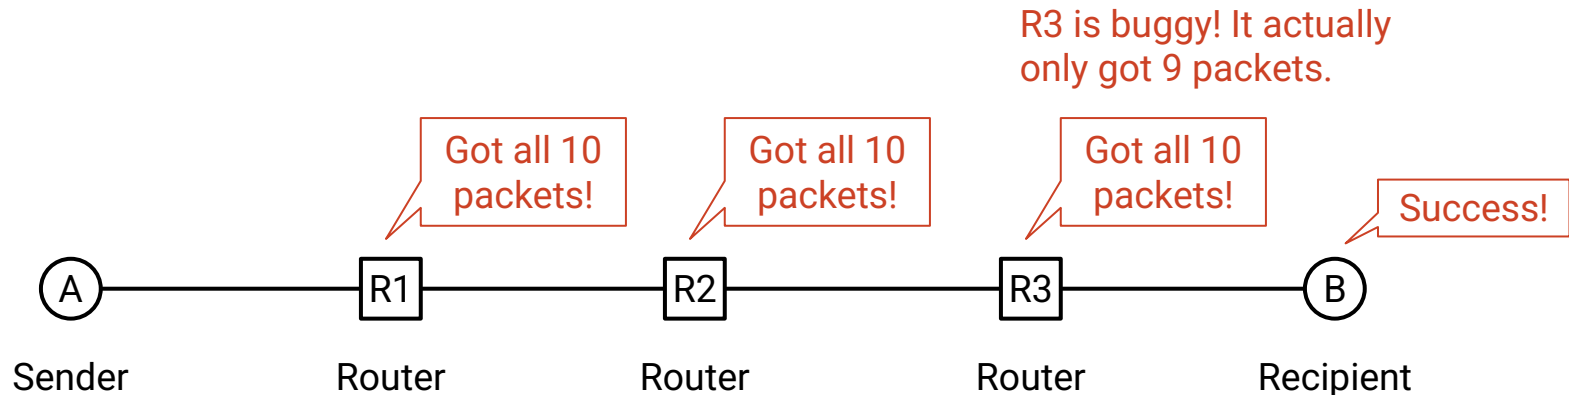 R3 is buggy! It actually
only got 9 packets.
Got all 10
packets!
Got all 10
packets!
Got all 10
packets!
Success!
A
R1
R2
R3
B
Sender
Router
Router
Router
Recipient